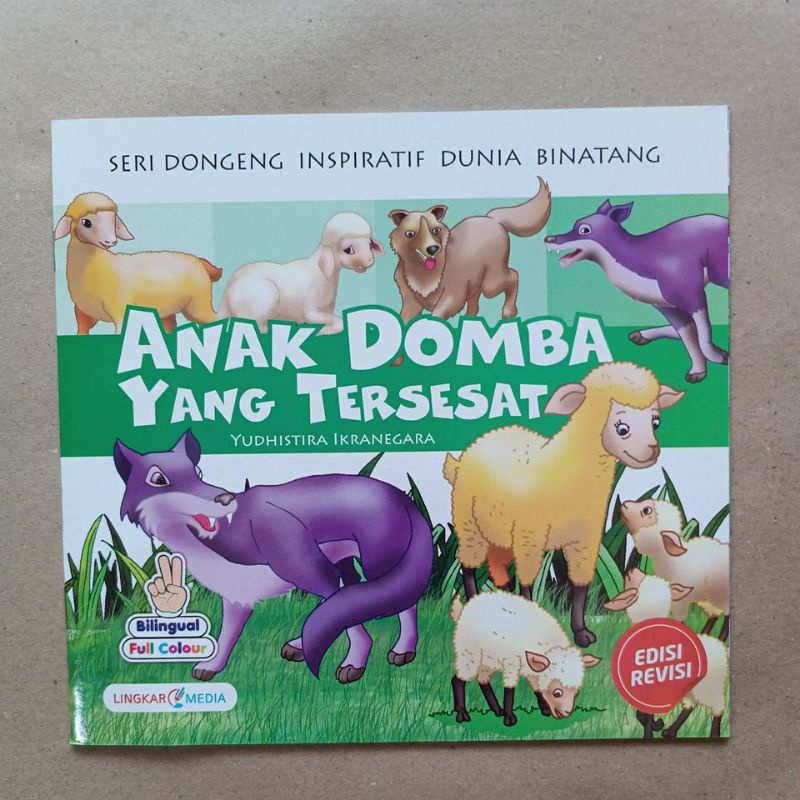 SERI DONGENG INSPIRATIF DUNIA BINATANG
ANAK DOMBA
YANG TERSESAT
YUDHISTIRA IKRANEGARA
Bilingual
Full Colour
LINGKAR MEDIA
EDISI
REVISI